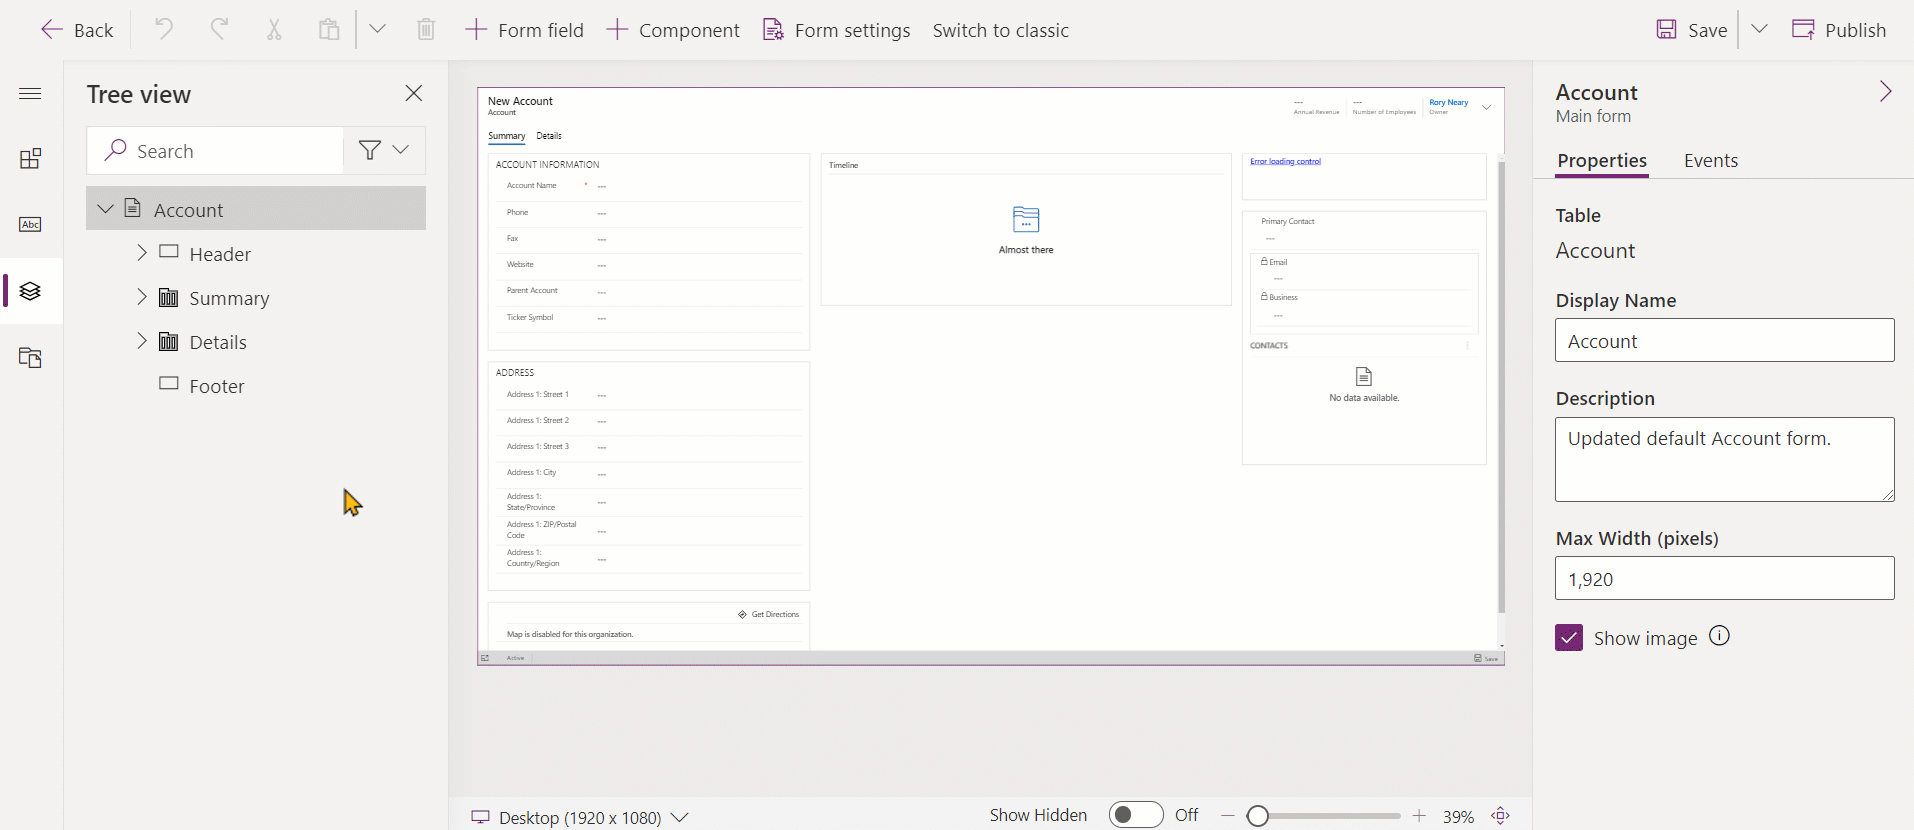 Back
Form field
Component
Form settings
Switch to classic
Save
Publish
Tree view
Search
Account
Header
Summary
Details
Footer
Abc
New Account
Account
---
Annual Revenue
---
Number of Employees
Rory Neary
Owner
Summary
Details
ACCOUNT INFORMATION
Account Name * ---
Phone ---
Fax ---
Website ---
Parent Account ---
Ticker Symbol ---
ADDRESS
Address 1: Street 1 ---
Address 1: Street 2 ---
Address 1: Street 3 ---
Address 1: City ---
Address 1:
State/Province ---
Address 1: ZIP/Postal
Code ---
Address 1:
Country/Region ---
Get Directions
Map is disabled for this organization.
Timeline
Almost there
Error loading control
Primary Contact
---
Email
---
Business
---
CONTACTS
No data available.
Active
Save
Desktop (1920 x 1080)
Show Hidden
Off
39%
Account
Main form
Properties
Events
Table
Account
Display Name
Account
Description
Updated default Account form.
Max Width (pixels)
1,920
Show image